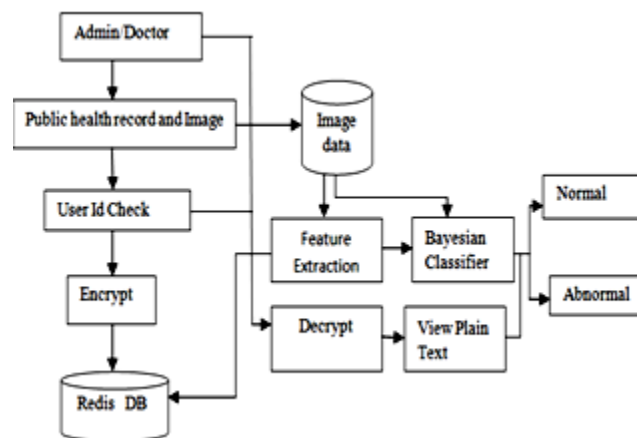 Admin/Doctor
Public health record and Image
Image
data
User Id Check
Normal
Feature
Extraction
Bayesian
Classifier
Encrypt
Abnormal
Decrypt
View Plain
Text
Redis DB